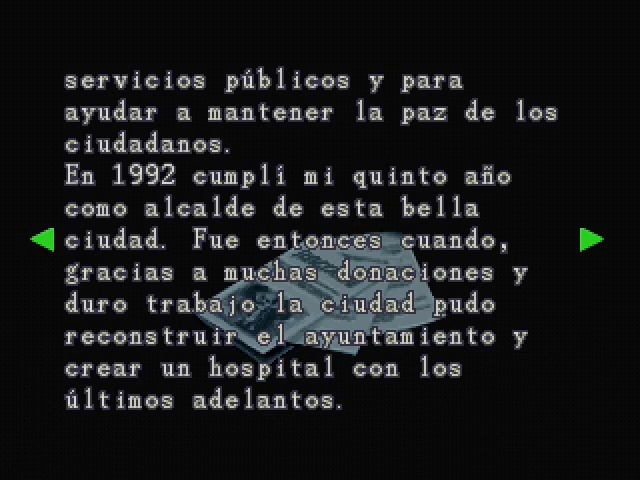 servicios públicos y para
ayudar a mantener la paz de los
ciudadanos.
En 1992 cumplí mi quinto año
como alcalde de esta bella
ciudad. Fue entonces cuando,
gracias a muchas donaciones y
duro trabajo la ciudad pudo
reconstruir el ayuntamiento y
crear un hospital con los
últimos adelantos.